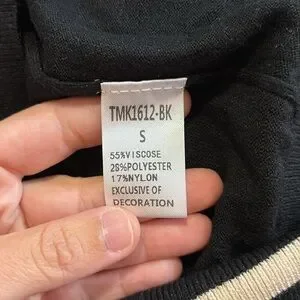 TMK1612-BK
S
55%VISCOSE
28%POLYESTER
17%NYLON
EXCLUSIVE OF
DECORATION